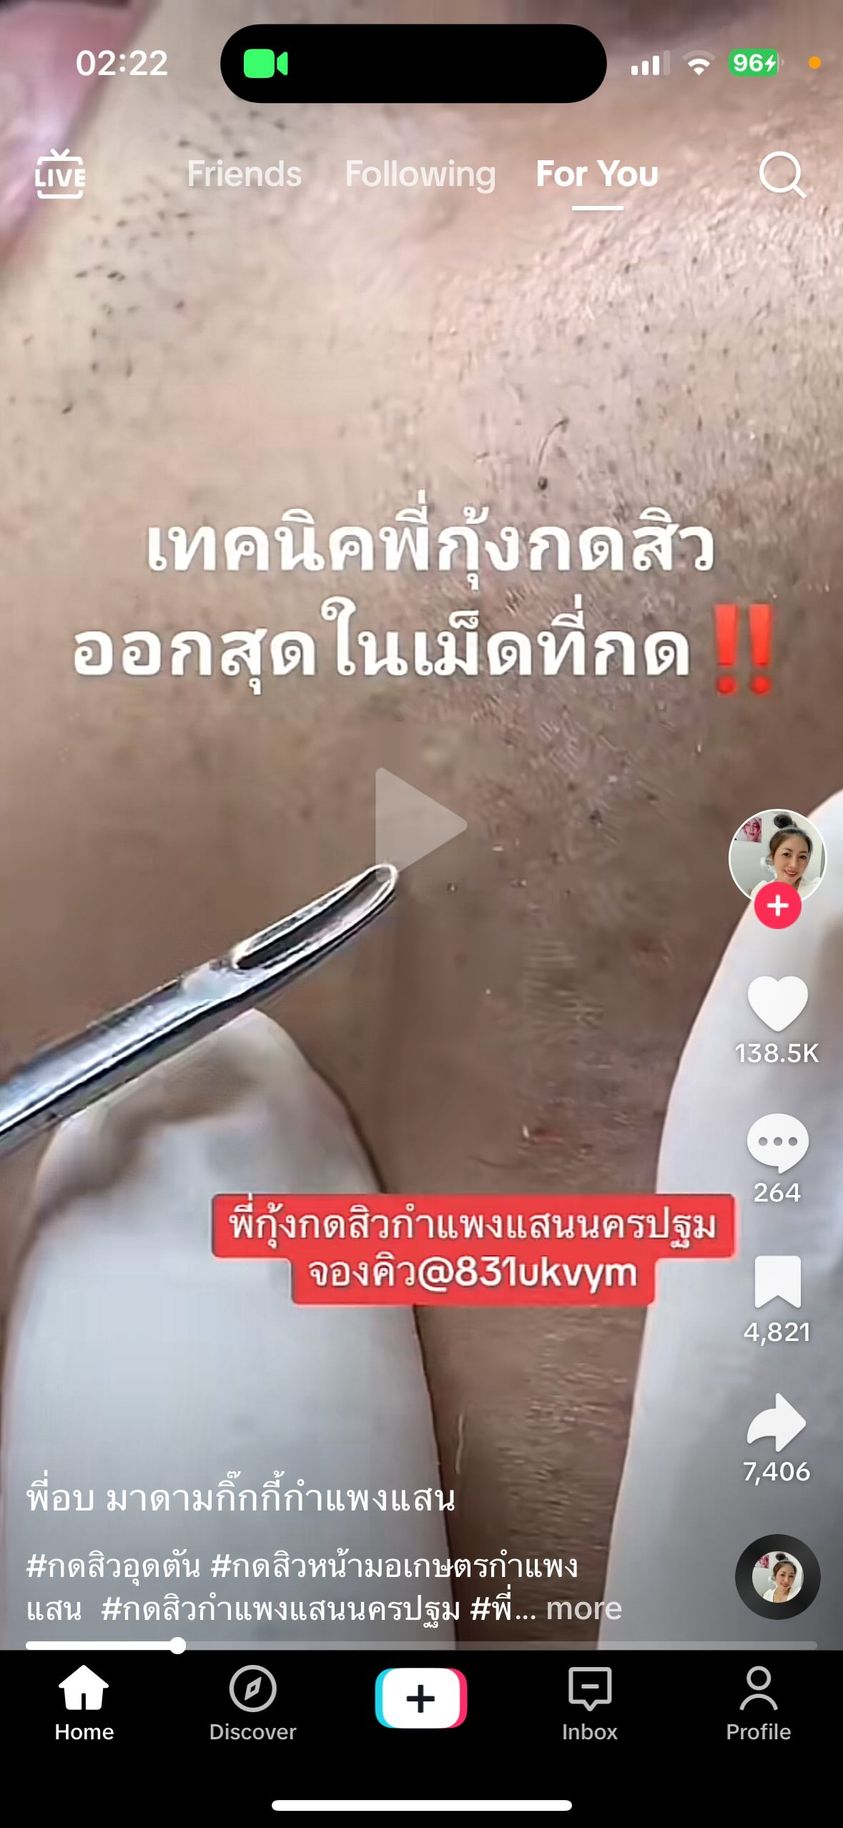 02:22
96
LIVE
Friends
Following
For You
เทคนิคพี่กุ้งกดสิว
ออกสุดในเม็ดที่กด‼️
138.5K
264
พี่กุ้งกดสิวกำแพงแสนนครปฐม
จองคิว@831ukvym
4,821
7,406
พี่อบ มาดามกิ๊กกี้กำแพงแสน
#กดสิวอุดตัน #กดสิวหน้ามอเกษตรกำแพง
แสน #กดสิวกำแพงแสนนครปฐม #พี่... more
Home
Discover
Inbox
Profile